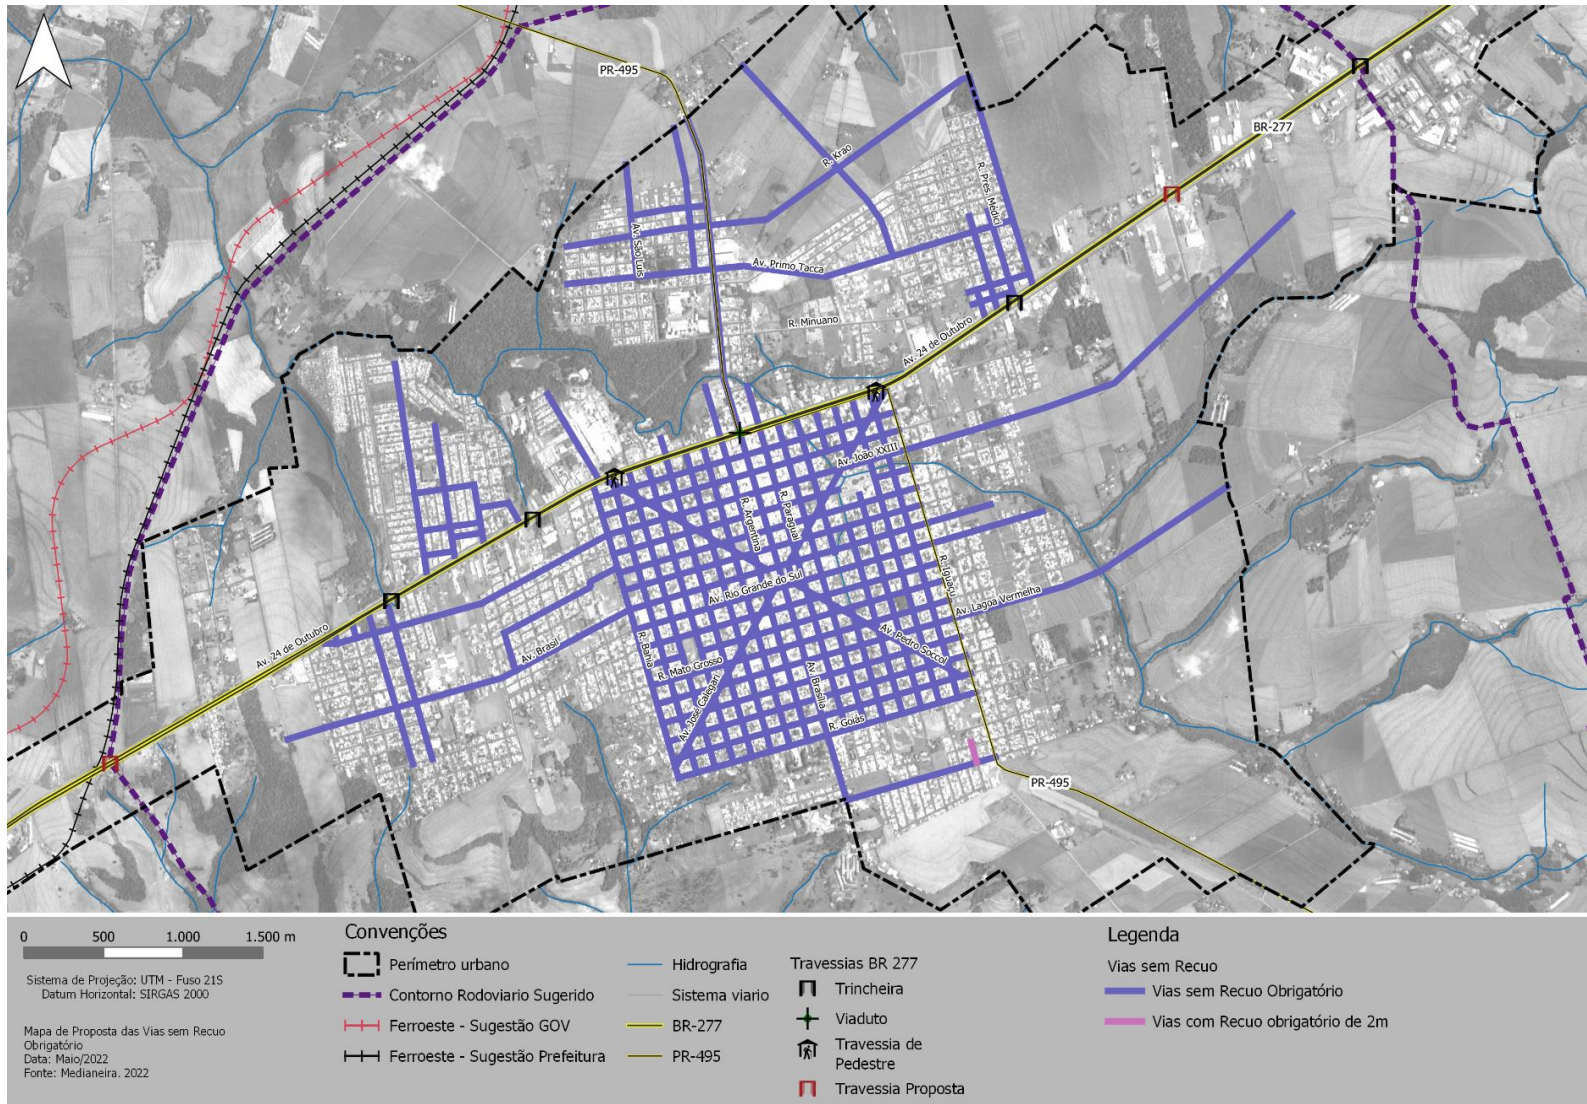 PR-495
BR-277
R. Krao
R. Pres. Médici
Av. São Luis
Av. Primo Tacca
R. Minuano
Av. 24 de Outubro
Av. João XXIII
R. Argentina
R. Paraguai
R. Iguaçu
Av. Rio Grande do Sul
Av. Lagoa Vermelha
Av. 24 de Outubro
Av. Brasil
R. Bahia
R. Mato Grosso
Av. Pedro Soccol
Av. José Calegari
Av. Brasília
R. Goiás
PR-495
0 500 1.000 1.500 m
Sistema de Projeção: UTM - Fuso 21S
Datum Horizontal: SIRGAS 2000
Mapa de Proposta das Vias sem Recuo
Obrigatório
Data: Maio/2022
Fonte: Medianeira. 2022
Convenções
Perímetro urbano
Contorno Rodoviario Sugerido
Ferroeste - Sugestão GOV
Ferroeste - Sugestão Prefeitura
Hidrografia
Sistema viario
BR-277
PR-495
Travessias BR 277
Trincheira
Viaduto
Travessia de
Pedestre
Travessia Proposta
Legenda
Vias sem Recuo
Vias sem Recuo Obrigatório
Vias com Recuo obrigatório de 2m